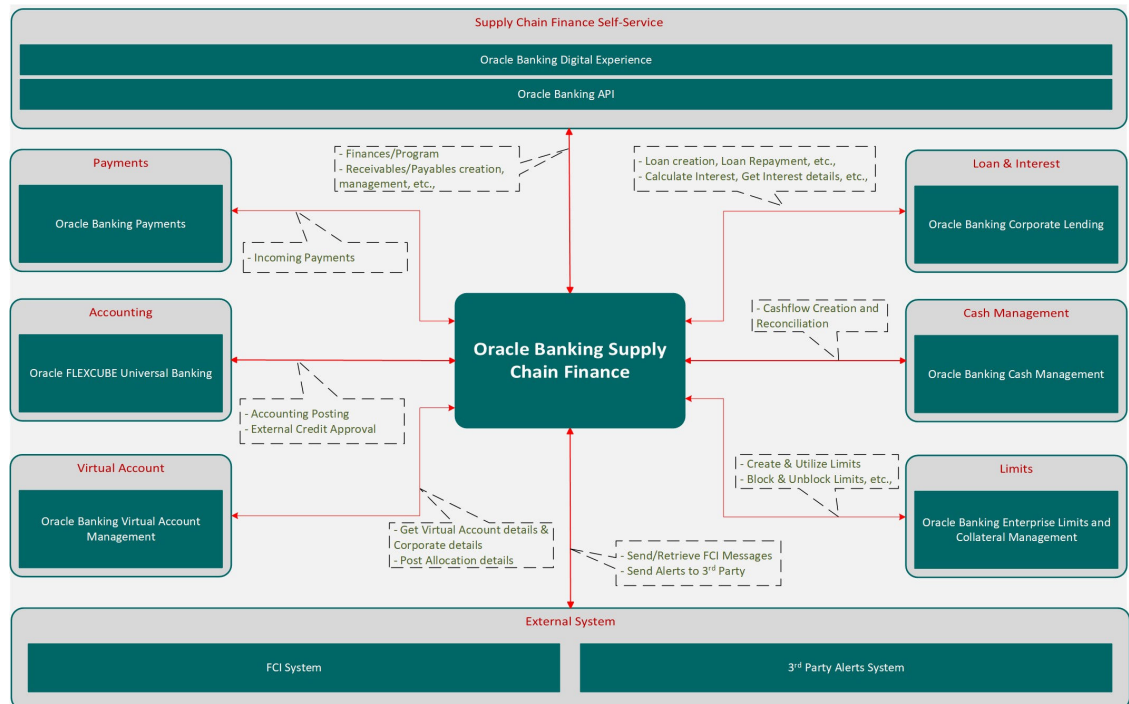 Supply Chain Finance Self-Service
Oracle Banking Digital Experience
Oracle Banking API
Payments
Oracle Banking Payments
- Finances/Program
- Receivables/Payables creation,
management, etc.,
- Loan creation, Loan Repayment, etc.,
- Calculate Interest, Get Interest details, etc.,
Loan & Interest
Oracle Banking Corporate Lending
- Incoming Payments
Accounting
Oracle FLEXCUBE Universal Banking
Oracle Banking Supply
Chain Finance
- Cashflow Creation and
Reconciliation
Cash Management
Oracle Banking Cash Management
- Accounting Posting
- External Credit Approval
Virtual Account
Oracle Banking Virtual Account
Management
- Get Virtual Account details &
Corporate details
- Post Allocation details
- Send/Retrieve FCI Messages
- Send Alerts to 3rd Party
- Create & Utilize Limits
- Block & Unblock Limits, etc.,
Limits
Oracle Banking Enterprise Limits and
Collateral Management
External System
FCI System
3rd Party Alerts System